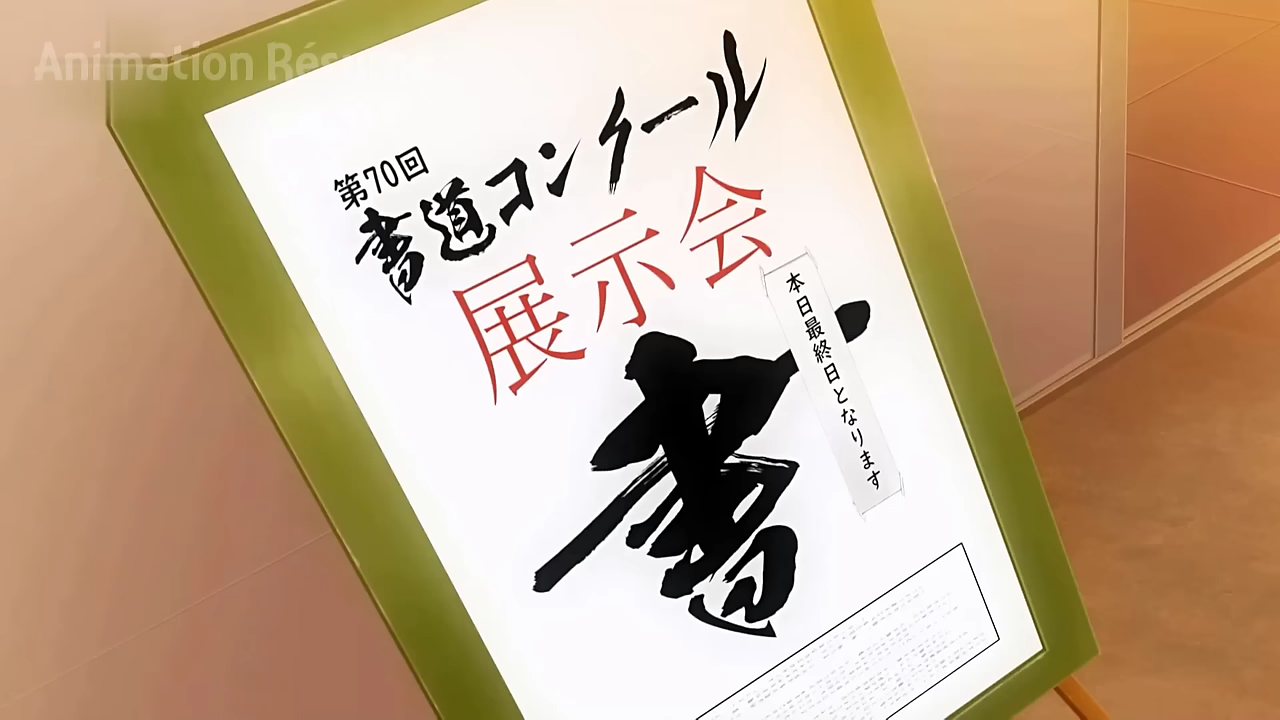 Animation Résumé
第70回
書道コンクール
展示会
本日最終日となります
書